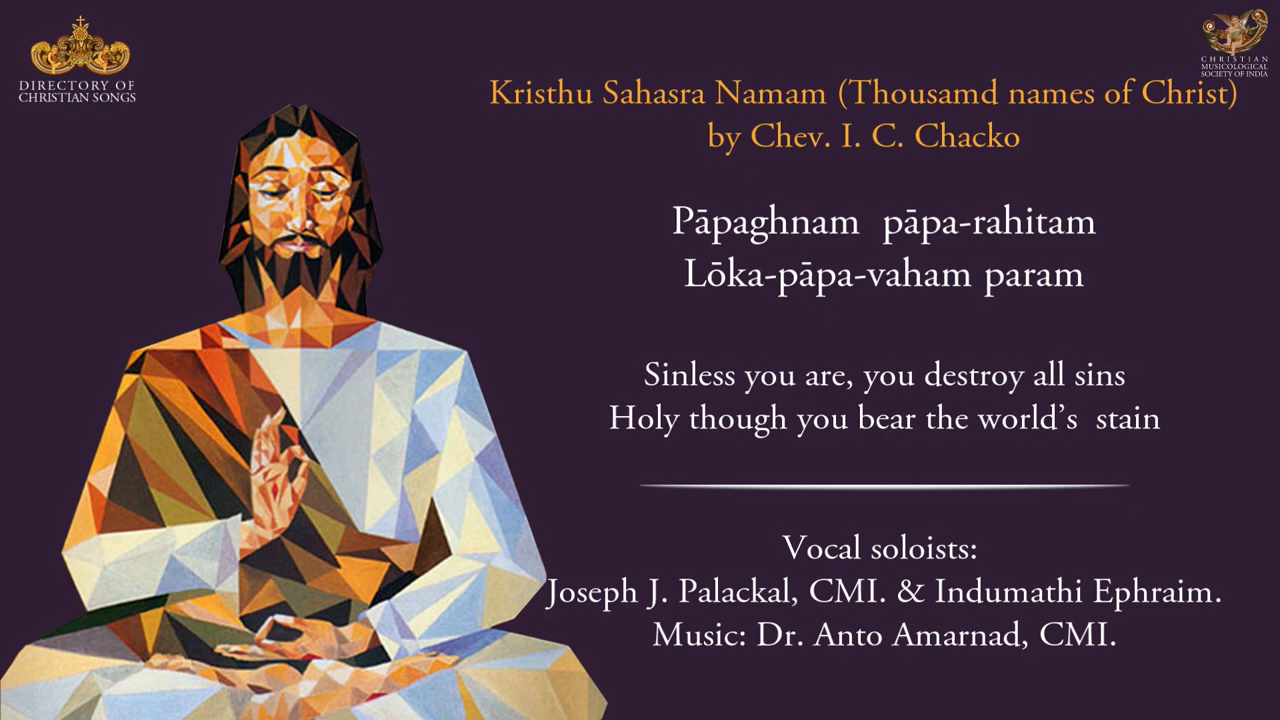 DIRECTORY OF
CHRISTIAN SONGS
CHRISTIAN
MUSICOLOGICAL
SOCIETY OF INDIA
Kristhu Sahasra Namam (Thousamd names of Christ)
by Chev. I. C. Chacko
Pāpaghnam pāpa-rahitam
Lōka-pāpa-vaham param
Sinless you are, you destroy all sins
Holy though you bear the world’s stain
Vocal soloists:
Joseph J. Palackal, CMI. & Indumathi Ephraim.
Music: Dr. Anto Amarnad, CMI.